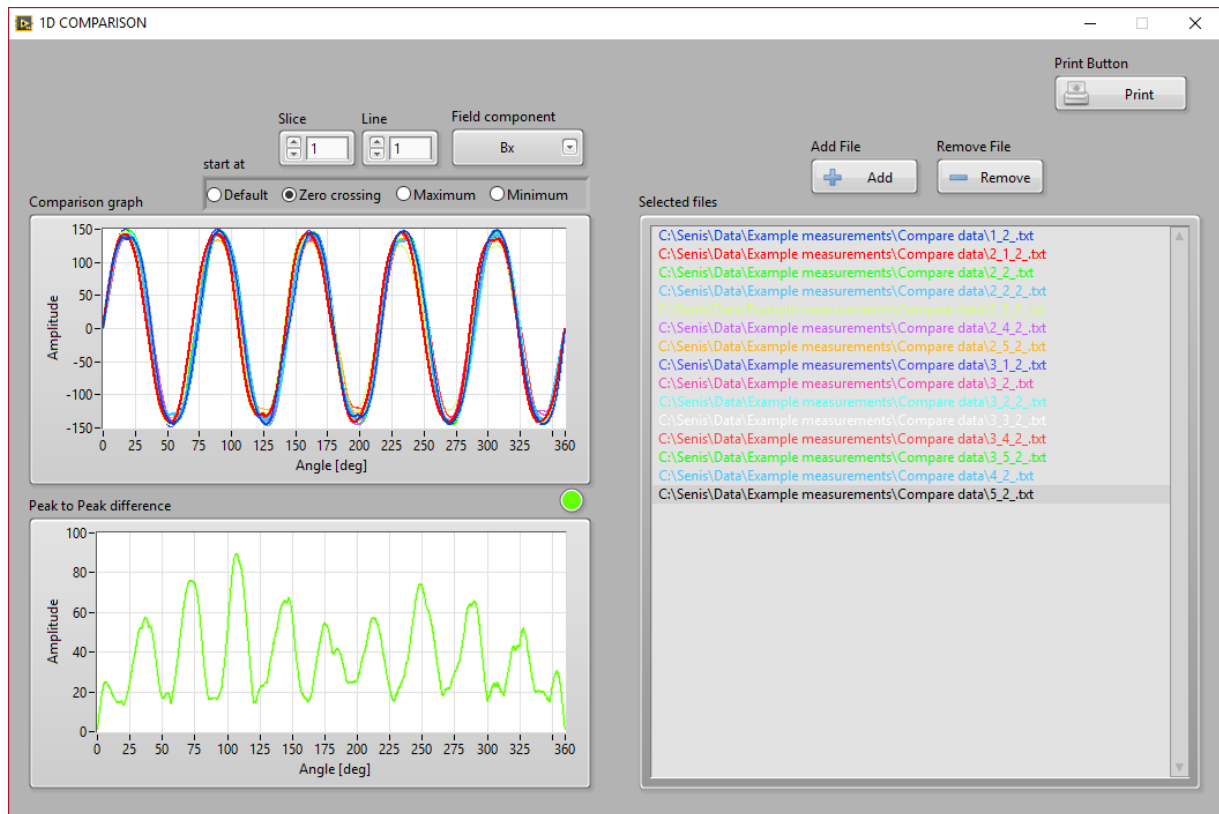 1D COMPARISON
Print Button
Print
Slice
Line
Field component
1
1
Bx
Add File
Remove File
Add
Remove
start at
Default
Zero crossing
Maximum
Minimum
Comparison graph
Selected files
150
100
50
0
-50
-100
-150
Amplitude
0 25 50 75 100 125 150 175 200 225 250 275 300 325 360
Angle [deg]
C:\Senis\Data\Example measurements\Compare data\1_2_.txt
C:\Senis\Data\Example measurements\Compare data\2_1_2_.txt
C:\Senis\Data\Example measurements\Compare data\2_2_.txt
C:\Senis\Data\Example measurements\Compare data\2_2_2_.txt
C:\Senis\Data\Example measurements\Compare data\2_4_2_.txt
C:\Senis\Data\Example measurements\Compare data\2_5_2_.txt
C:\Senis\Data\Example measurements\Compare data\3_1_2_.txt
C:\Senis\Data\Example measurements\Compare data\3_2_.txt
C:\Senis\Data\Example measurements\Compare data\3_2_2_.txt
C:\Senis\Data\Example measurements\Compare data\3_3_2_.txt
C:\Senis\Data\Example measurements\Compare data\3_4_2_.txt
C:\Senis\Data\Example measurements\Compare data\3_5_2_.txt
C:\Senis\Data\Example measurements\Compare data\4_2_.txt
C:\Senis\Data\Example measurements\Compare data\5_2_.txt
Peak to Peak difference
100
80
60
40
20
0
Amplitude
0 25 50 75 100 125 150 175 200 225 250 275 300 325 360
Angle [deg]